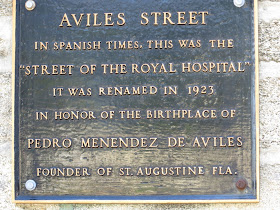 AVILES STREET
IN SPANISH TIMES, THIS WAS THE
"STREET OF THE ROYAL HOSPITAL"
IT WAS RENAMED IN 1923
IN HONOR OF THE BIRTHPLACE OF
PEDRO MENENDEZ DE AVILES
FOUNDER OF ST. AUGUSTINE FLA.